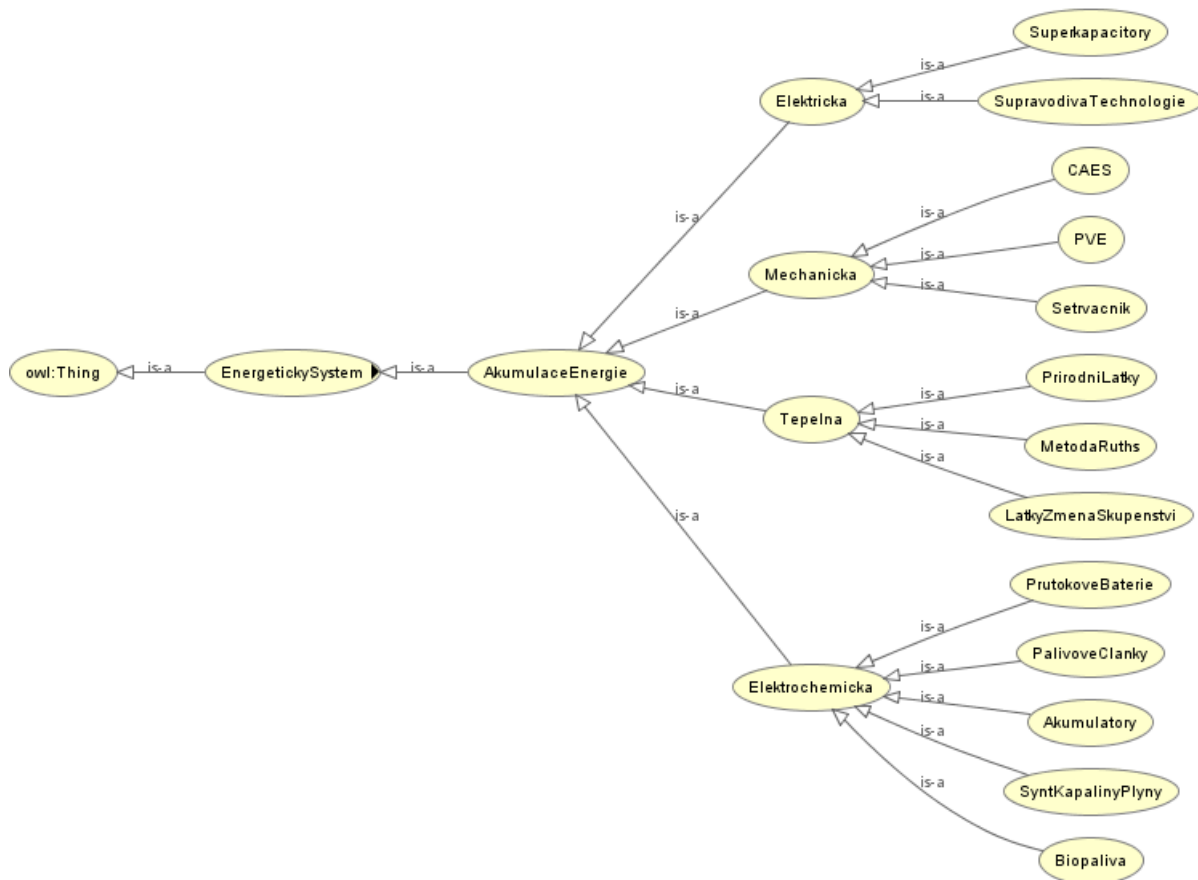 Superkapacitory
is-a
Elektricka
is-a
SupravodivaTechnologie
CAES
is-a
is-a
PVE
is-a
Mechanicka
is-a
Setrvacnik
is-a
owl:Thing
is-a
EnergetickySystem
is-a
AkumulaceEnergie
is-a
PrirodniLatky
is-a
Tepelna
is-a
MetodaRuths
is-a
LatkyZmenaSkupenstvi
is-a
PrutokoveBaterie
is-a
PalivoveClanky
is-a
Elektrochemicka
is-a
Akumulatory
is-a
SyntKapalinyPlyny
is-a
Biopaliva